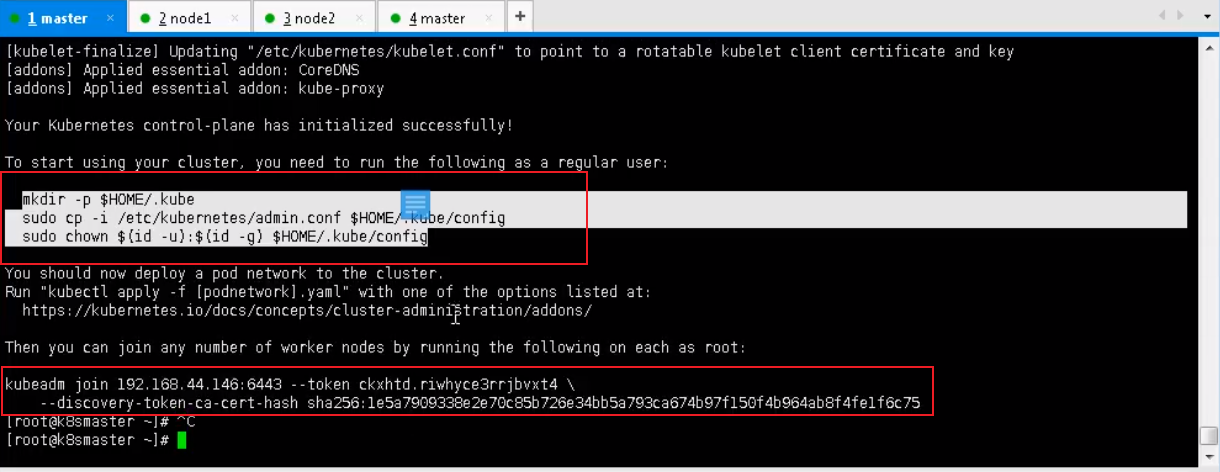 1 master × 2 node1 × 3 node2 × 4 master × +
[kubelet-finalize] Updating "/etc/kubernetes/kubelet.conf" to point to a rotatable kubelet client certificate and key
[addons] Applied essential addon: CoreDNS
[addons] Applied essential addon: kube-proxy
Your Kubernetes control-plane has initialized successfully!
To start using your cluster, you need to run the following as a regular user:
mkdir -p $HOME/.kube
sudo cp -i /etc/kubernetes/admin.conf $HOME/.kube/config
sudo chown $(id -u):$(id -g) $HOME/.kube/config
You should now deploy a pod network to the cluster.
Run "kubectl apply -f [podnetwork].yaml" with one of the options listed at:
https://kubernetes.io/docs/concepts/cluster-administration/addons/
Then you can join any number of worker nodes by running the following on each as root:
kubeadm join 192.168.44.146:6443 --token ckxhtd.riwhyce3rrjbvxt4 \
--discovery-token-ca-cert-hash sha256:1e5a7909338e2e70c85b726e34bb5a793ca674b97f150f4b964ab8f4fe1f6c75
[root@k8smaster ~]# ^C
[root@k8smaster ~]#